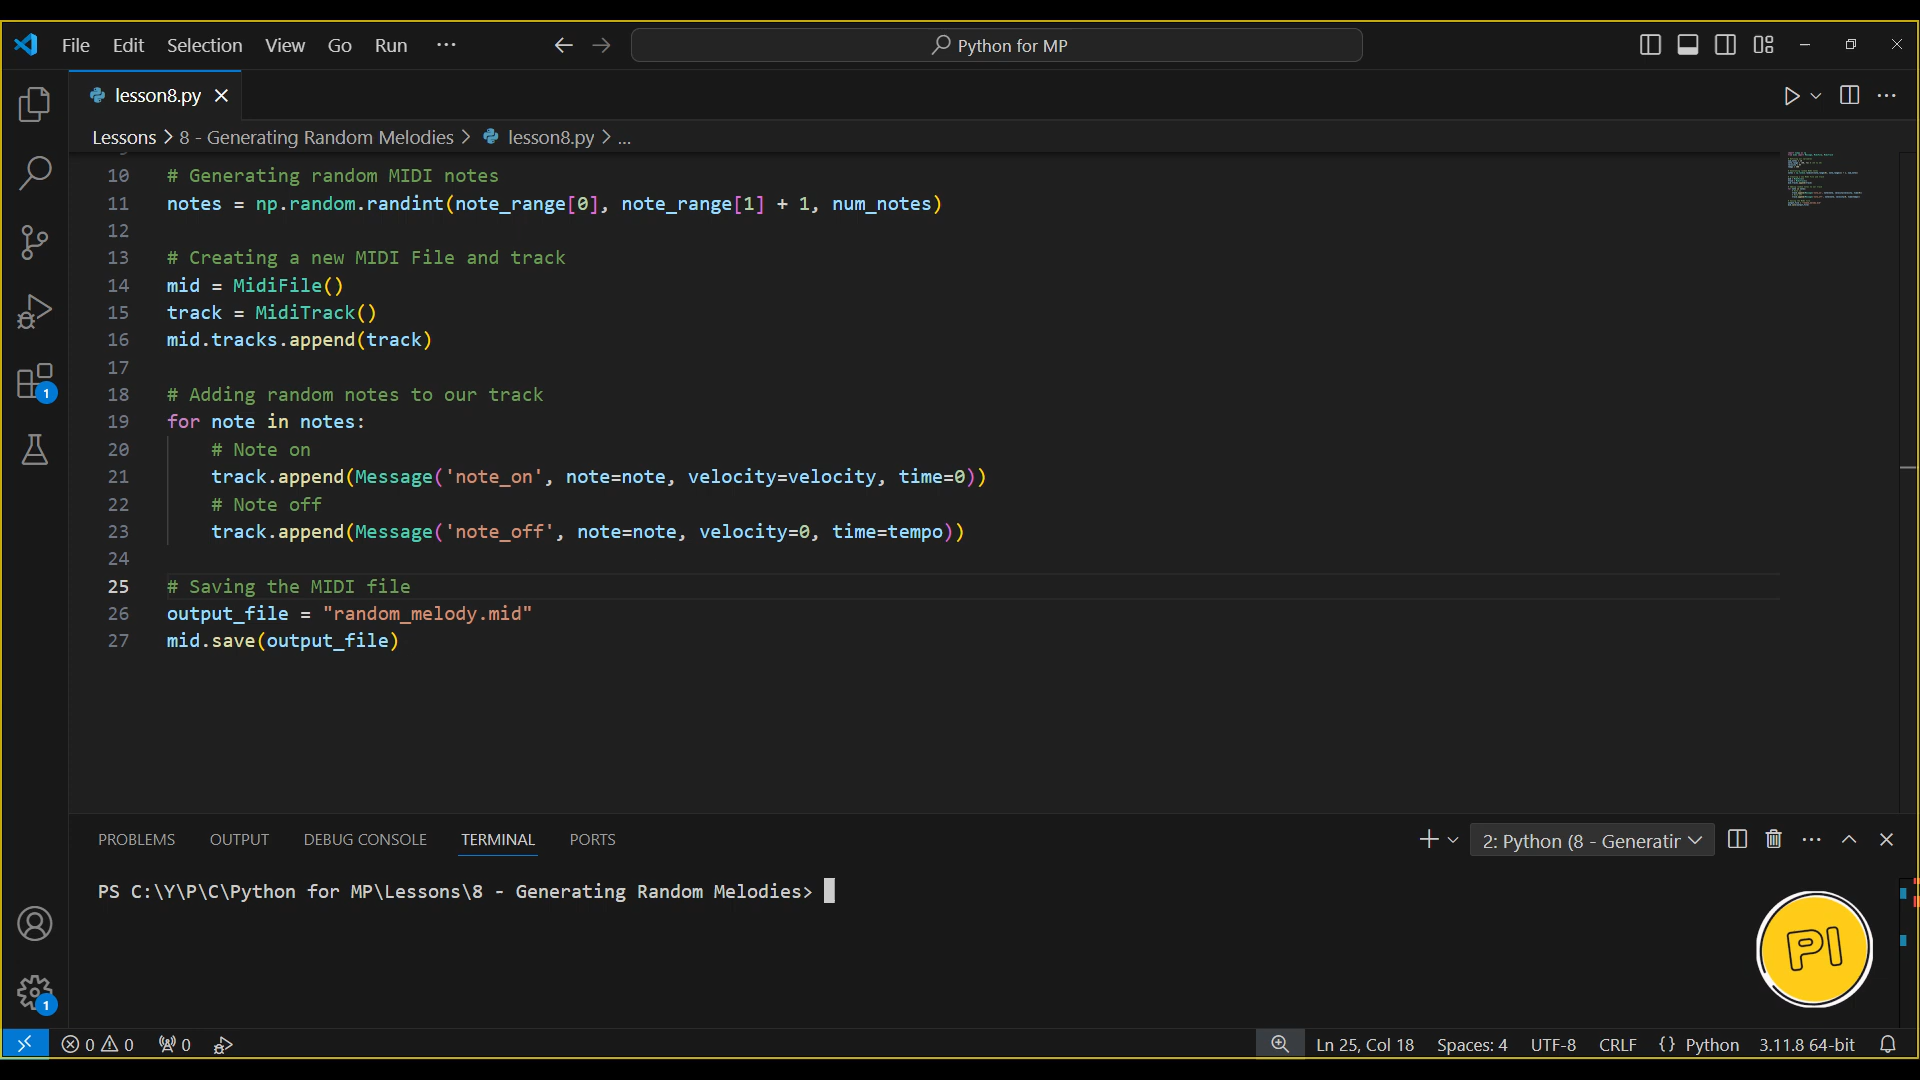 File Edit Selection View Go Run ...
Python for MP
lesson8.py
Lessons > 8 - Generating Random Melodies > lesson8.py > ...
10 # Generating random MIDI notes
11 notes = np.random.randint(note_range[0], note_range[1] + 1, num_notes)
12
13 # Creating a new MIDI File and track
14 mid = MidiFile()
15 track = MidiTrack()
16 mid.tracks.append(track)
17
18 # Adding random notes to our track
19 for note in notes:
20     # Note on
21     track.append(Message('note_on', note=note, velocity=velocity, time=0))
22     # Note off
23     track.append(Message('note_off', note=note, velocity=0, time=tempo))
24
25 # Saving the MIDI file
26 output_file = "random_melody.mid"
27 mid.save(output_file)
1
PROBLEMS OUTPUT DEBUG CONSOLE TERMINAL PORTS
2: Python (8 - Generatir
PS C:\Y\P\C\Python for MP\Lessons\8 - Generating Random Melodies>
PI
1
0 0 0 Ln 25, Col 18 Spaces: 4 UTF-8 CRLF {} Python 3.11.8 64-bit